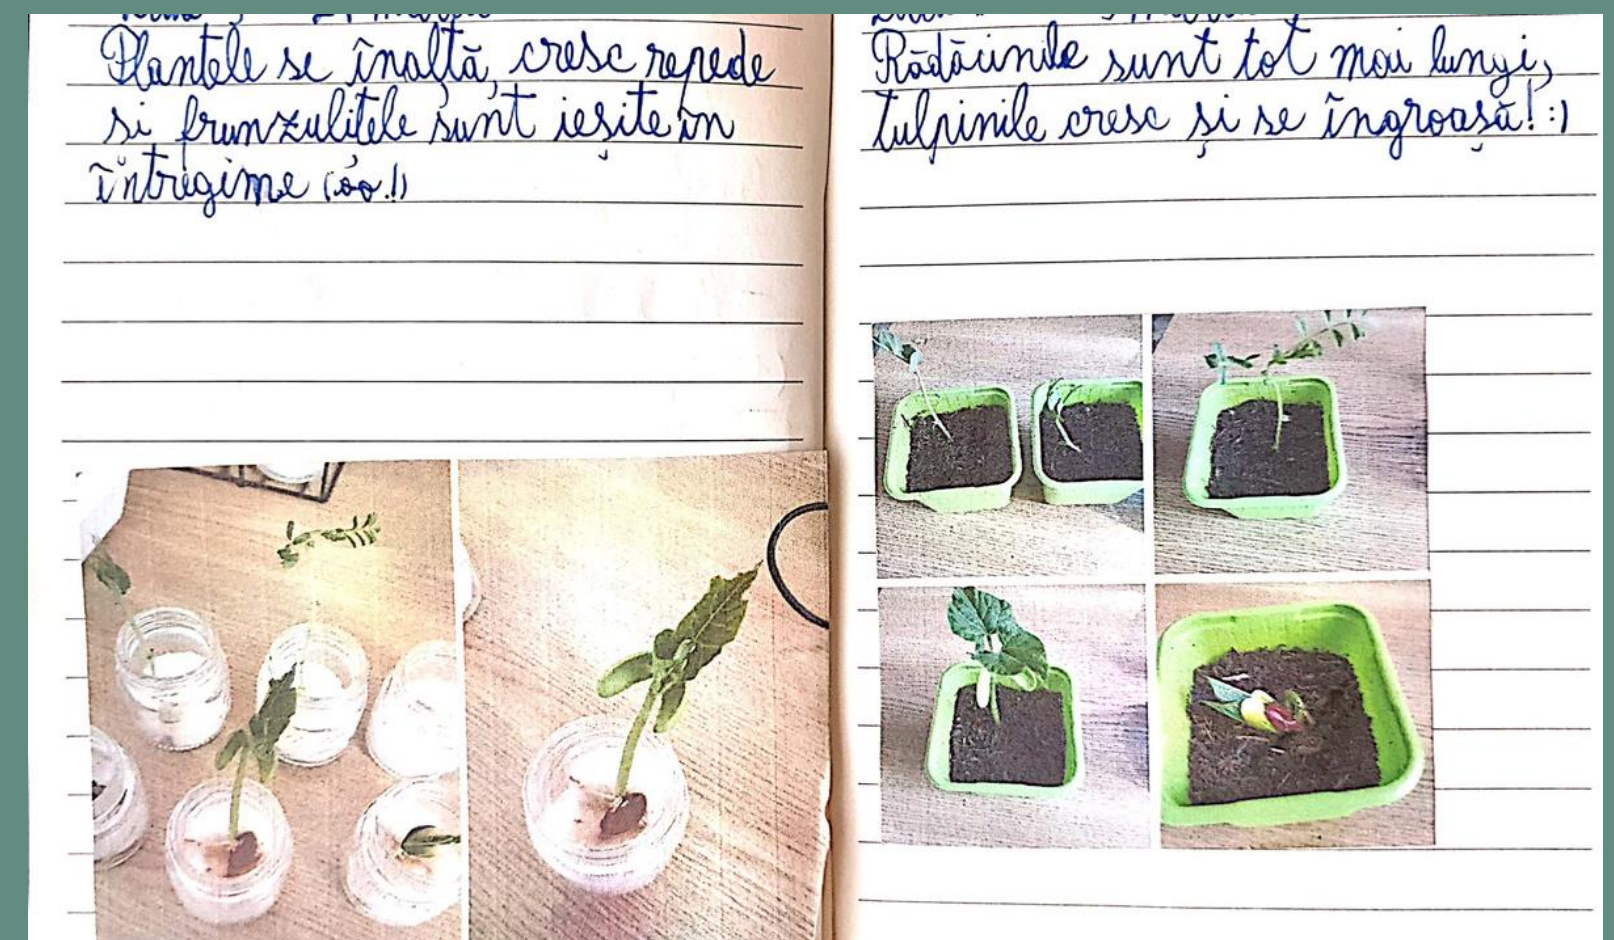 Plantele se înalță, cresc repede
și frunzulițele sunt ieșite în
întregime
Rădăcinile sunt tot mai lungi,
tulpinile cresc și se îngroașă! :)